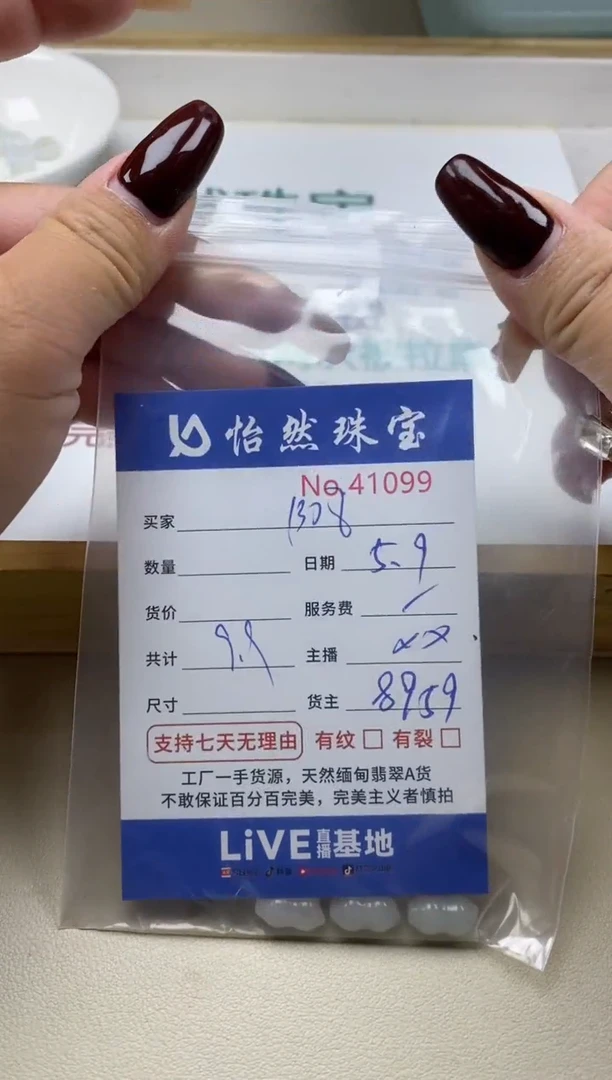 怡然珠宝
No.41099
买家 1308
数量 日期 5.9
货价 服务费 /
共计 9.9 主播
尺寸 货主 8959
支持七天无理由 有纹 有裂
工厂一手货源，天然缅甸翡翠A货
不敢保证百分百完美，完美主义者慎拍
LiVE直播基地